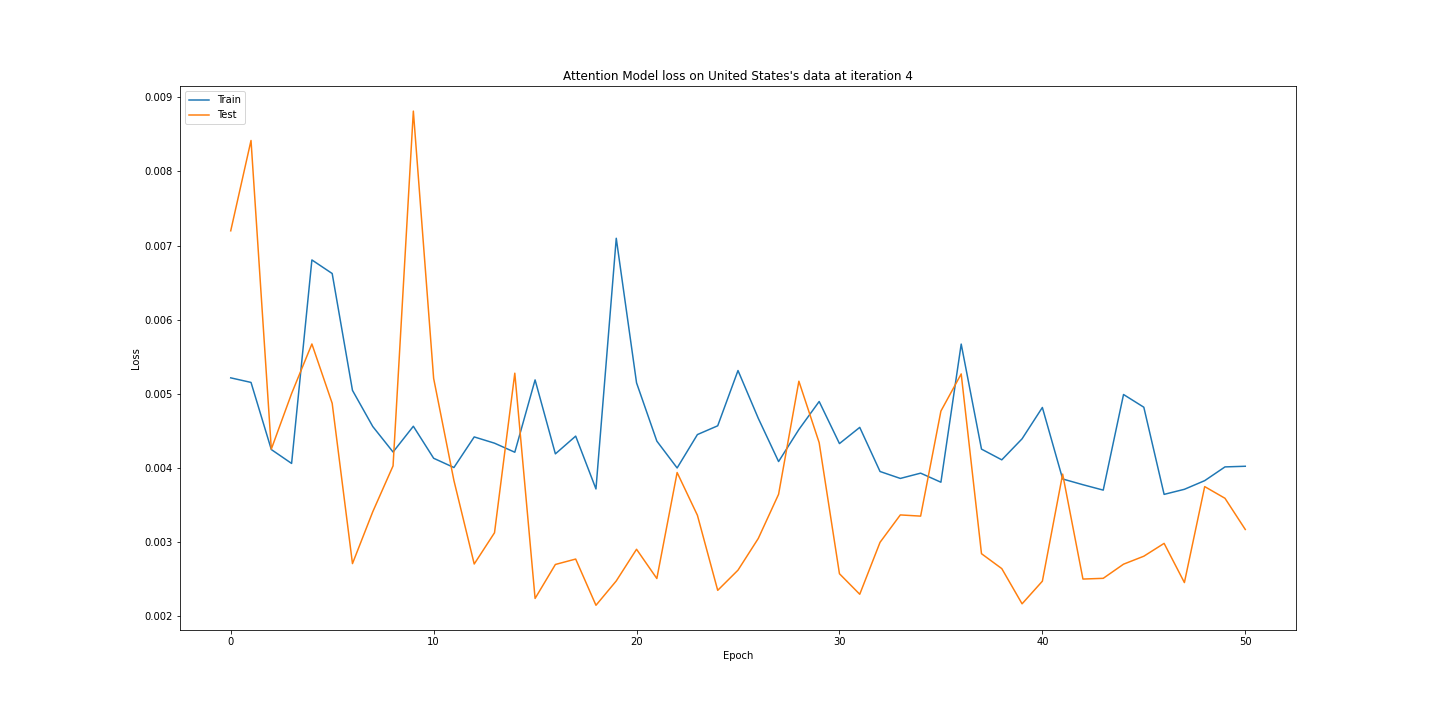 Attention Model loss on United States's data at iteration 4
Train
Test
0.009
0.008
0.007
0.006
0.005
0.004
0.003
0.002
Loss
0 10 20 30 40 50
Epoch